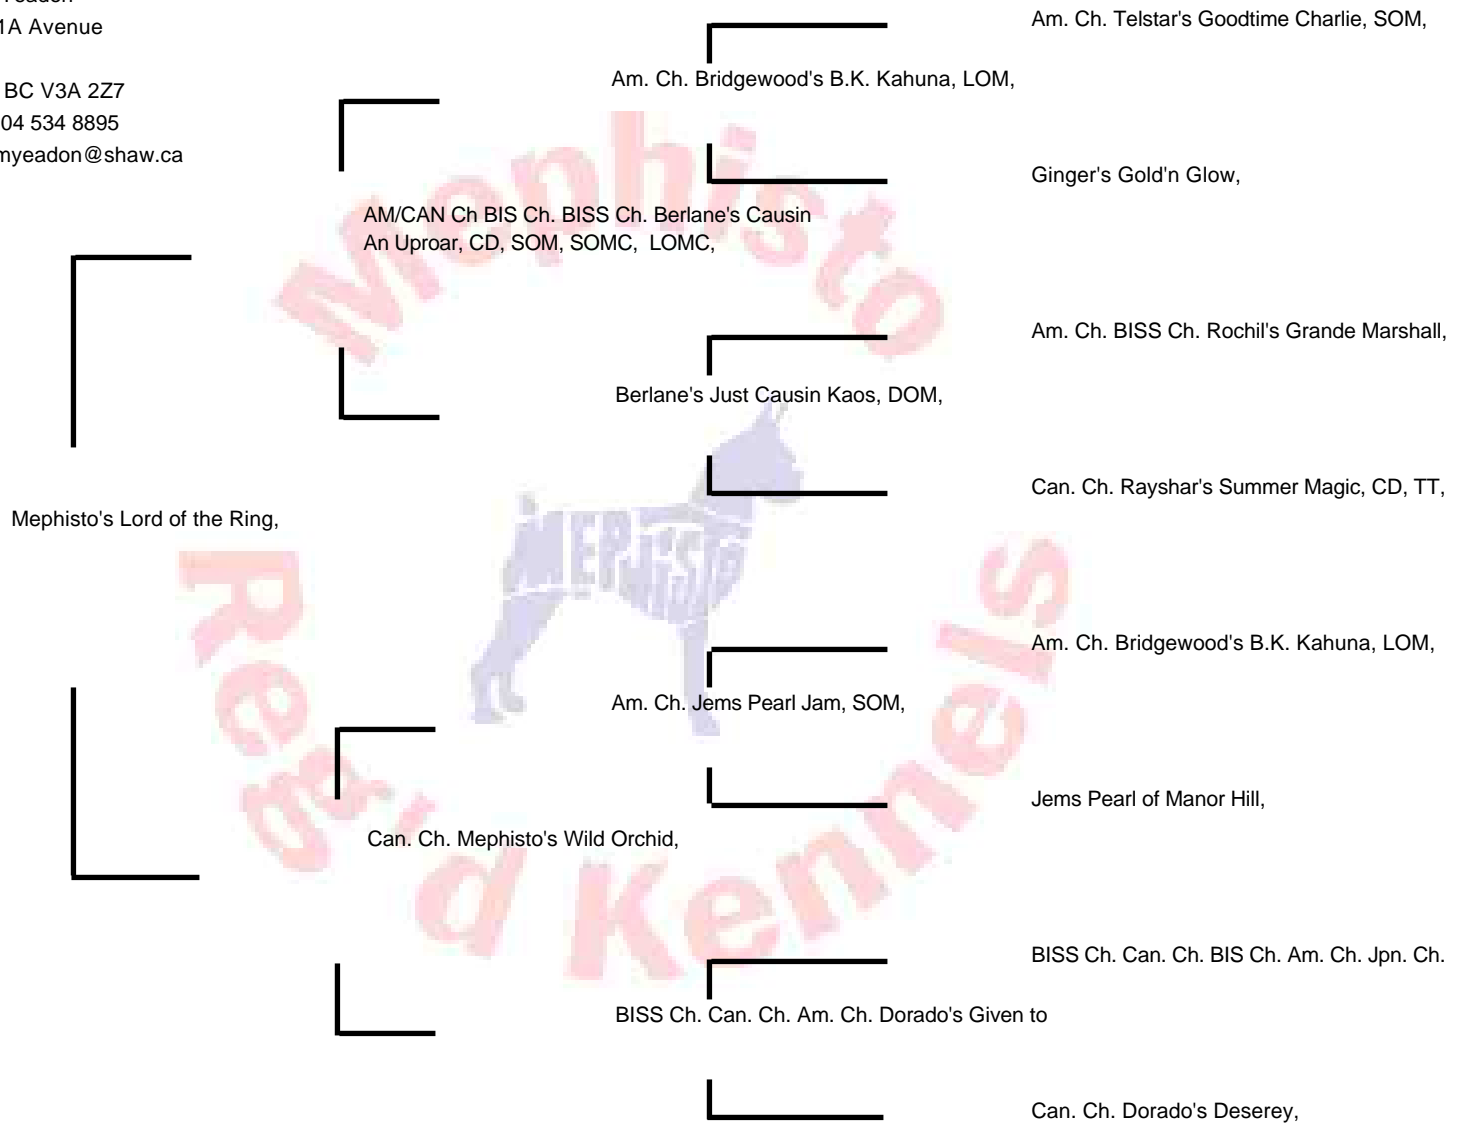 1A Avenue
BC V3A 2Z7
04 534 8895
myeadon@shaw.ca
Am. Ch. Telstar's Goodtime Charlie, SOM,
Am. Ch. Bridgewood's B.K. Kahuna, LOM,
Ginger's Gold'n Glow,
AM/CAN Ch BIS Ch. BISS Ch. Berlane's Causin
An Uproar, CD, SOM, SOMC, LOMC,
Am. Ch. BISS Ch. Rochil's Grande Marshall,
Berlane's Just Causin Kaos, DOM,
Can. Ch. Rayshar's Summer Magic, CD, TT,
Mephisto's Lord of the Ring,
Am. Ch. Bridgewood's B.K. Kahuna, LOM,
Am. Ch. Jems Pearl Jam, SOM,
Jems Pearl of Manor Hill,
Can. Ch. Mephisto's Wild Orchid,
BISS Ch. Can. Ch. BIS Ch. Am. Ch. Jpn. Ch.
BISS Ch. Can. Ch. Am. Ch. Dorado's Given to
Can. Ch. Dorado's Deserey,
Mephisto
MEPHISTO
Reg'd Kennels